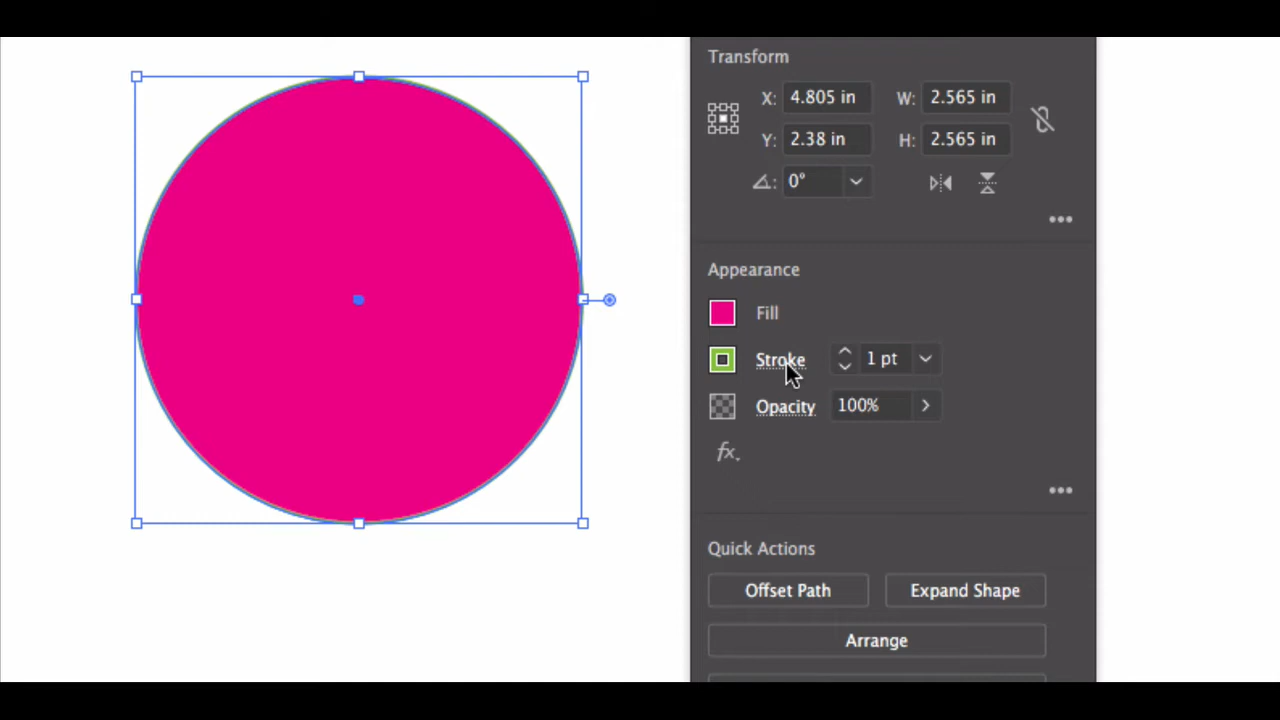 Transform
X: 4.805 in W: 2.565 in
Y: 2.38 in H: 2.565 in
: 0°
Appearance
Fill
Stroke 1 pt
Opacity 100%
fx.
Quick Actions
Offset Path Expand Shape
Arrange